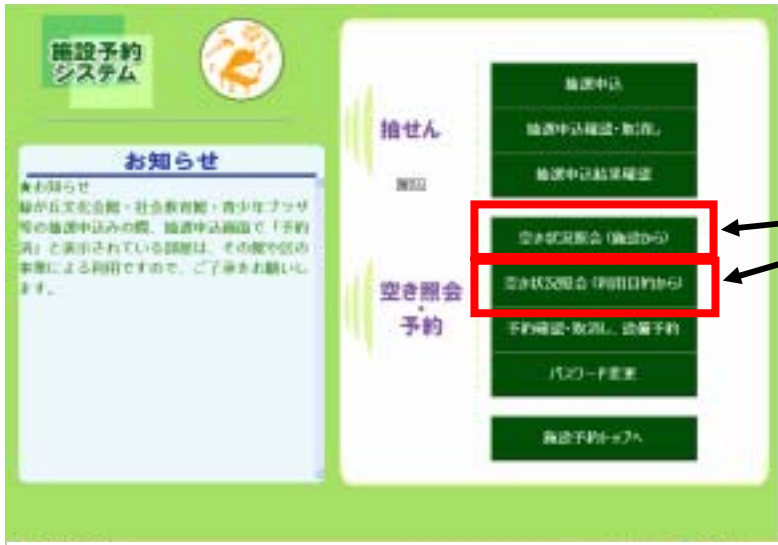 施設予約
システム
お知らせ
★お知らせ
緑が丘文化会館・社会教育館・青少年プラザ
等の抽選申込みの際、抽選申込画面で「予約
済」と表示されている部屋は、その館や区の
事業による利用ですので、ご了承をお願いし
ます。
抽せん
抽選申込
抽選申込確認・取消し
抽選申込結果確認
空き照会
・
予約
空き状況照会(施設から)
空き状況照会(利用目的から)
予約確認・取消し、設備予約
パスワード変更
施設予約トップへ